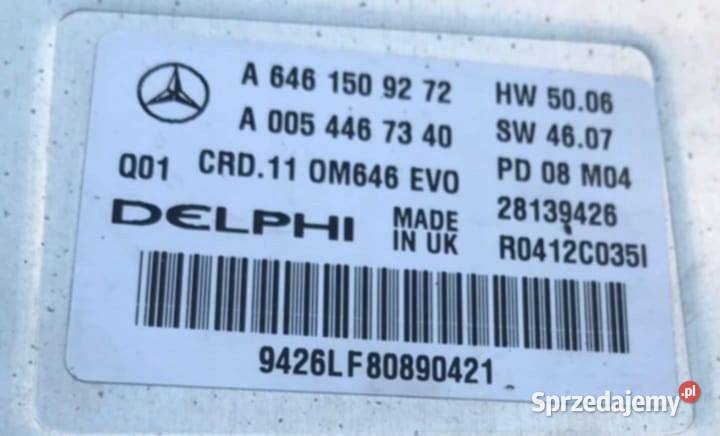 A 646 150 92 72 HW 50.06
A 005 446 73 40 SW 46.07
Q01 CRD.11 OM646 EVO PD 08 M04
DELPHI MADE IN UK 28139426
R0412C035I
9426LF80890421
Sprzedajemy.pl